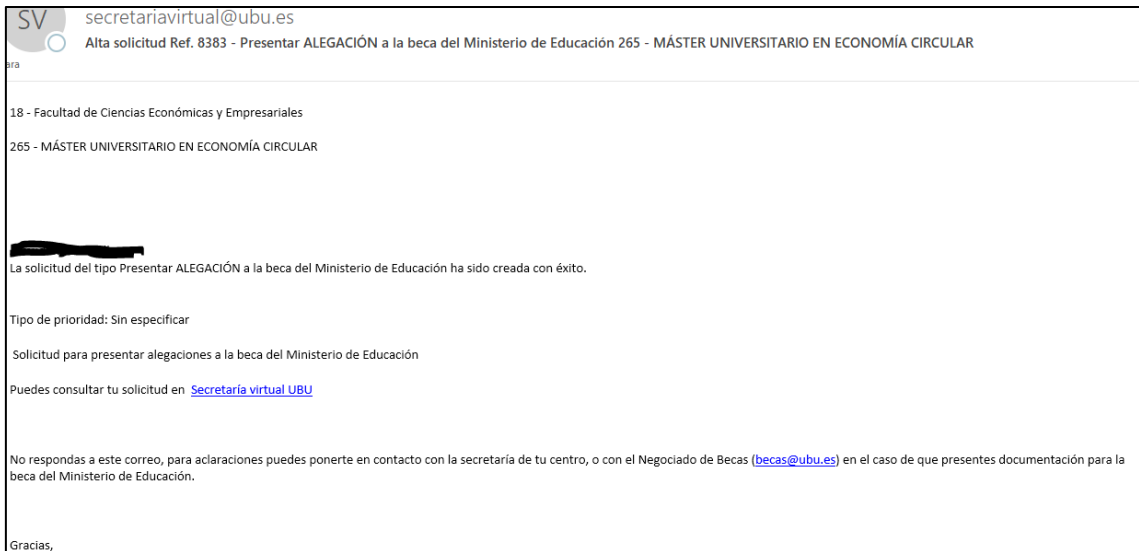 SV
secretariavirtual@ubu.es
Alta solicitud Ref. 8383 - Presentar ALEGACIÓN a la beca del Ministerio de Educación 265 - MÁSTER UNIVERSITARIO EN ECONOMÍA CIRCULAR
ara
18 - Facultad de Ciencias Económicas y Empresariales
265 - MÁSTER UNIVERSITARIO EN ECONOMÍA CIRCULAR
La solicitud del tipo Presentar ALEGACIÓN a la beca del Ministerio de Educación ha sido creada con éxito.
Tipo de prioridad: Sin especificar
Solicitud para presentar alegaciones a la beca del Ministerio de Educación
Puedes consultar tu solicitud en Secretaría virtual UBU
No respondas a este correo, para aclaraciones puedes ponerte en contacto con la secretaría de tu centro, o con el Negociado de Becas (becas@ubu.es) en el caso de que presentes documentación para la
beca del Ministerio de Educación.
Gracias,